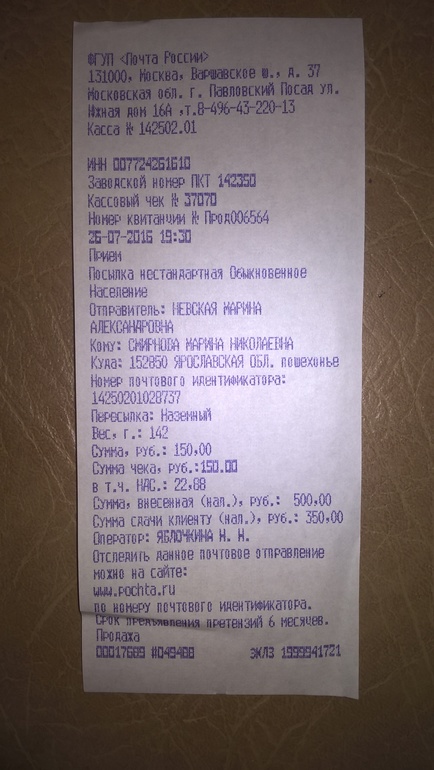 ФГУП <Почта России>
131000, Москва, Варшавское ш., д. 37
Московская обл. г. Павловский Посад ул.
Южная дом 16А ,т.8-496-43-220-13
Касса № 142502.01
ИНН 007724261610
Заводской номер ПКТ 142350
Кассовый чек № 37070
Номер квитанции № Прод006564
26-07-2016 19:30
Прием
Посылка нестандартная Обыкновенное
Население
Отправитель: НЕВСКАЯ МАРИНА
АЛЕКСАНДРОВНА
Кому: СМИРНОВА МАРИНА НИКОЛАЕВНА
Куда: 152850 ЯРОСЛАВСКАЯ ОБЛ. пошехонье
Номер почтового идентификатора:
14250201028737
Пересылка: Наземный
Вес, г.: 142
Сумма, руб.: 150,00
Сумма чека, руб.:150.00
в т.ч. НДС.: 22,88
Сумма, внесенная (нал.), руб.: 500,00
Сумма сдачи клиенту (нал.), руб.: 350,00
Оператор: ЯБЛОЧКИНА Н. Н.
Отследить данное почтовое отправление
можно на сайте:
www.pochta.ru
по номеру почтового идентификатора.
Срок предъявления претензий 6 месяцев.
Продажа
00017689 #049488 ЭКЛЗ 1999941721